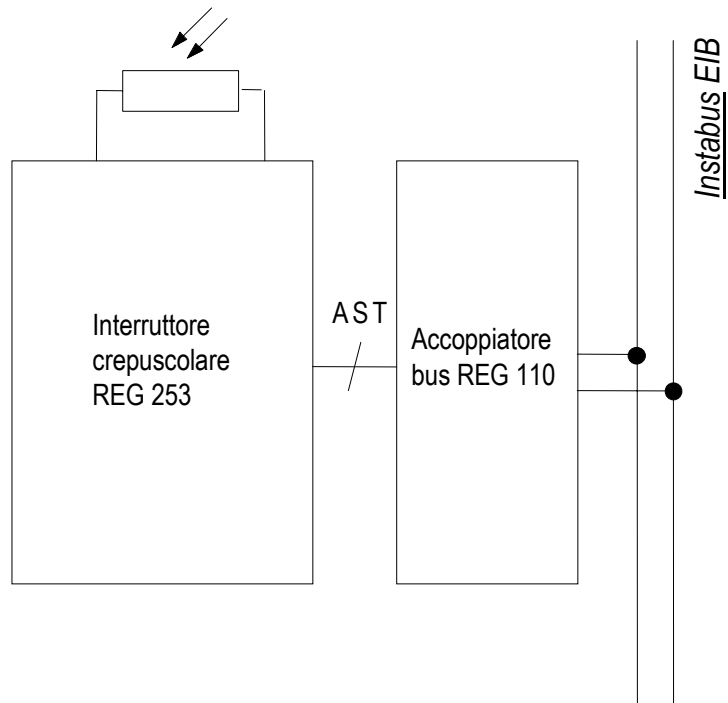 Instabus EIB
Interruttore
crepuscolare
REG 253
AST
Accoppiatore
bus REG 110